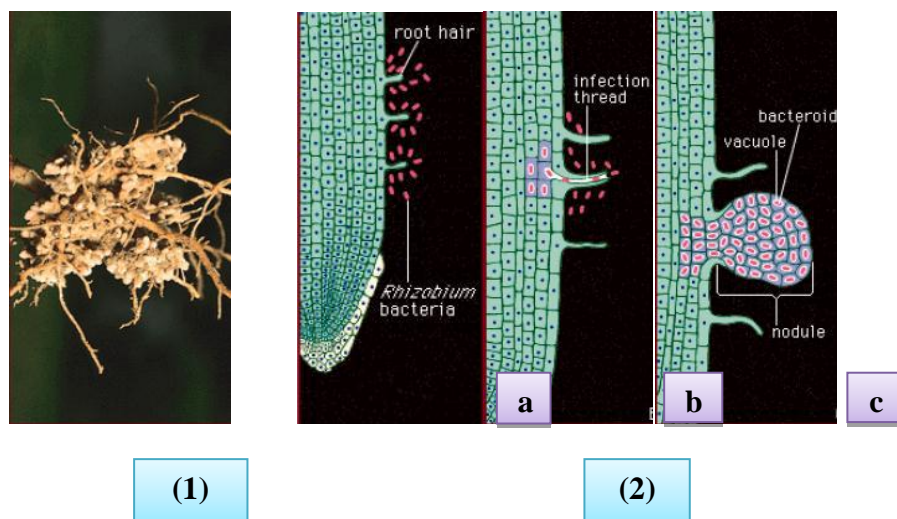 root hair
Rhizobium
bacteria
infection
thread
bacteroid
vacuole
nodule
a
b
c
(1)
(2)